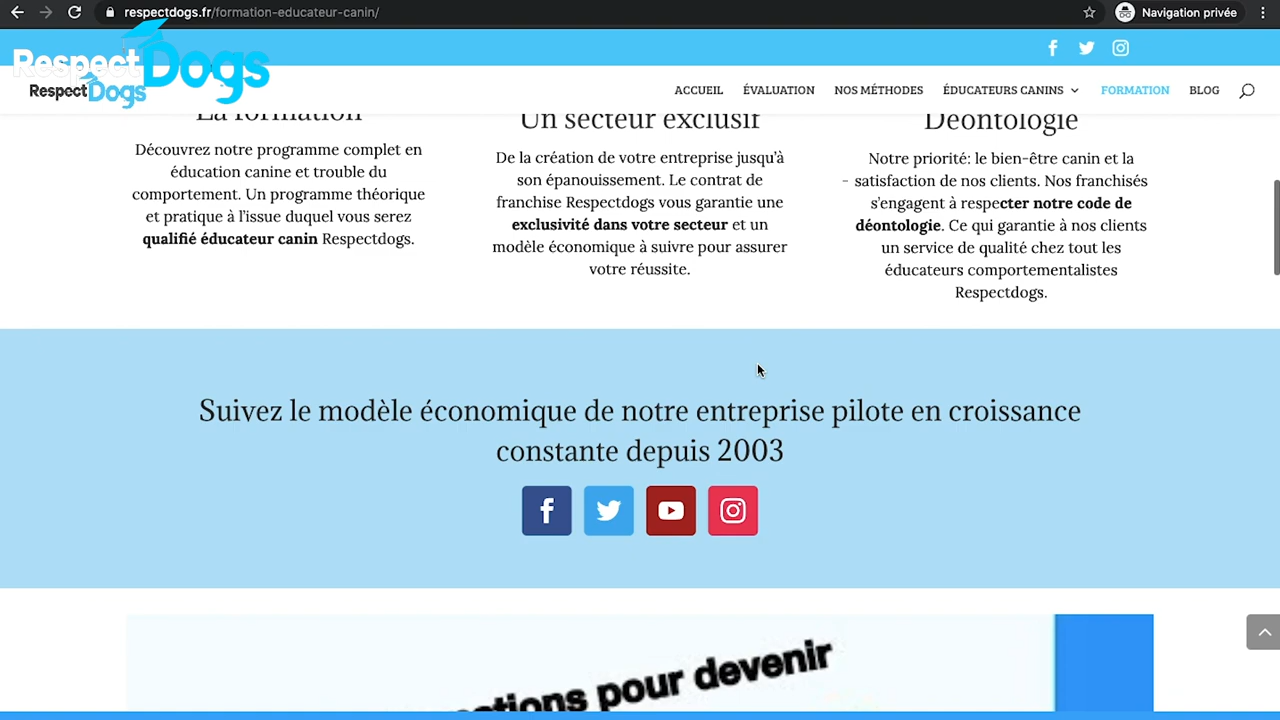 respectdogs.fr/formation-educateur-canin/
Navigation privée
RespectDogs
RespectDogs
ACCUEIL
ÉVALUATION
NOS MÉTHODES
ÉDUCATEURS CANINS
FORMATION
BLOG
La formation
Découvrez notre programme complet en
éducation canine et trouble du
comportement. Un programme théorique
et pratique à l’issue duquel vous serez
qualifié éducateur canin Respectdogs.
Un secteur exclusif
De la création de votre entreprise jusqu’à
son épanouissement. Le contrat de
franchise Respectdogs vous garantie une
exclusivité dans votre secteur et un
modèle économique à suivre pour assurer
votre réussite.
Déontologie
Notre priorité: le bien-être canin et la
- satisfaction de nos clients. Nos franchisés
s’engagent à respecter notre code de
déontologie. Ce qui garantie à nos clients
un service de qualité chez tout les
éducateurs comportementalistes
Respectdogs.
Suivez le modèle économique de notre entreprise pilote en croissance
constante depuis 2003
pour devenir